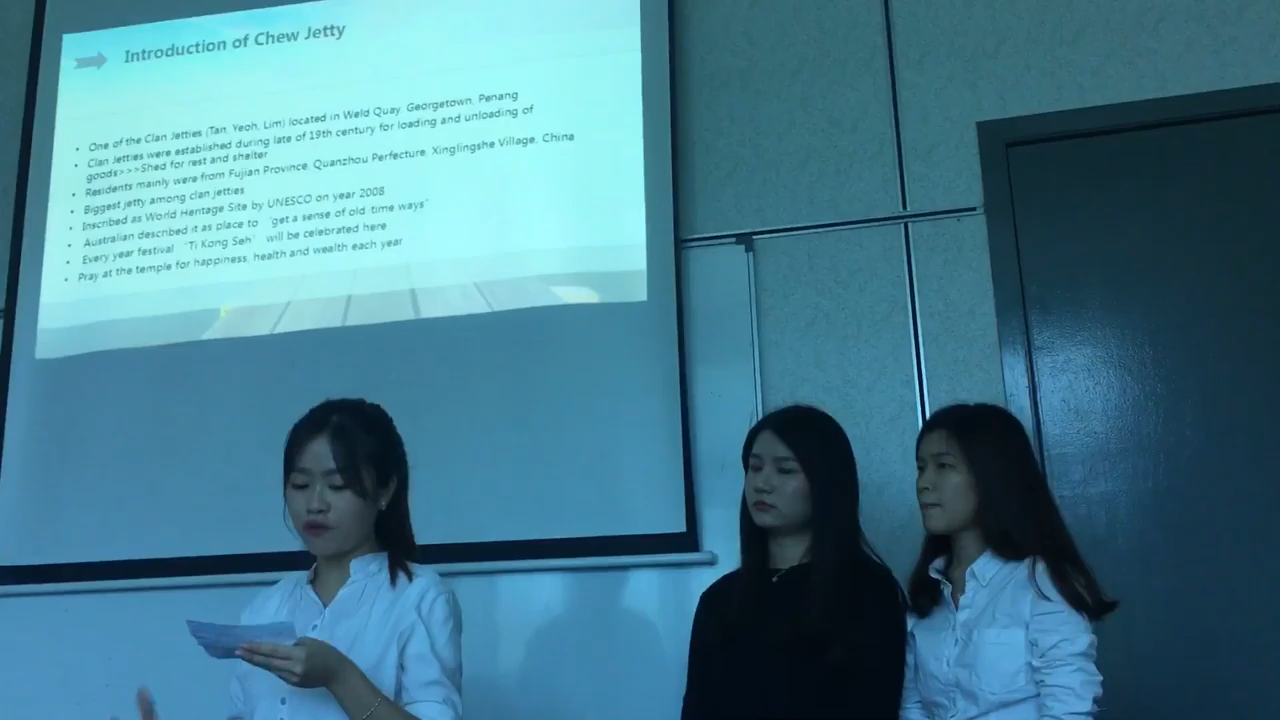 Introduction of Chew Jetty
• One of the Clan Jetties (Tan, Yeoh, Lim) located in Weld Quay, Georgetown, Penang
• Clan Jetties were established during late of 19th century for loading and unloading of
goods>>>Shed for rest and shelter
• Residents mainly were from Fujian Province, Quanzhou Perfecture, Xinglingshe Village, China
• Biggest jetty among clan jetties
• Inscribed as World Heritage Site by UNESCO on year 2008
• Australian described it as place to “get a sense of old-time ways”
• Every year festival “Ti Kong Seh” will be celebrated here
• Pray at the temple for happiness, health and wealth each year